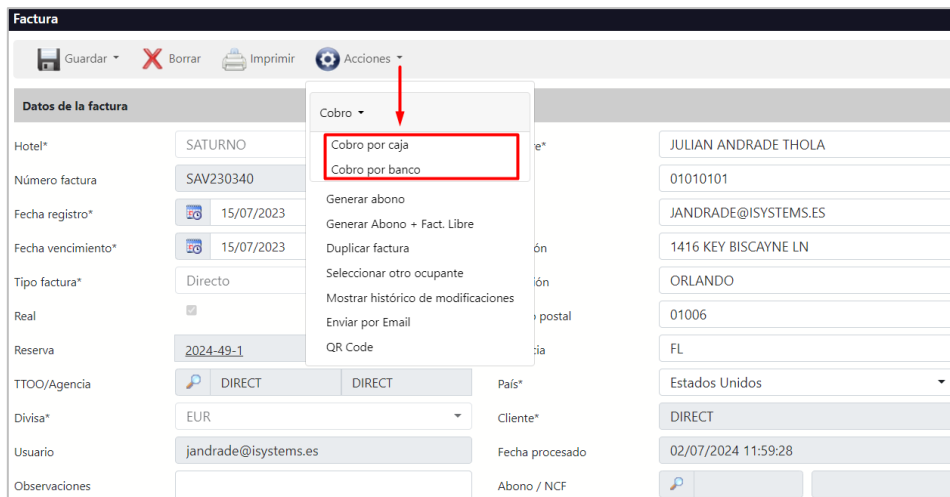 Factura
Guardar Borrar Imprimir Acciones
Datos de la factura
Cobro
Cobro por caja
Cobro por banco
Generar abono
Generar Abono + Fact. Libre
Duplicar factura
Seleccionar otro ocupante
Mostrar histórico de modificaciones
Enviar por Email
QR Code
Hotel* SATURNO
Número factura SAV230340
Fecha registro* 15/07/2023
Fecha vencimiento* 15/07/2023
Tipo factura* Directo
Real
Reserva 2024-49-1
TTOO/Agencia DIRECT DIRECT
Divisa* EUR
Usuario jandrade@isystems.es
Observaciones
re* JULIAN ANDRADE THOLA
01010101
JANDRADE@ISYSTEMS.ES
ón 1416 KEY BISCAYNE LN
ión ORLANDO
postal 01006
cia FL
País* Estados Unidos
Cliente* DIRECT
Fecha procesado 02/07/2024 11:59:28
Abono / NCF